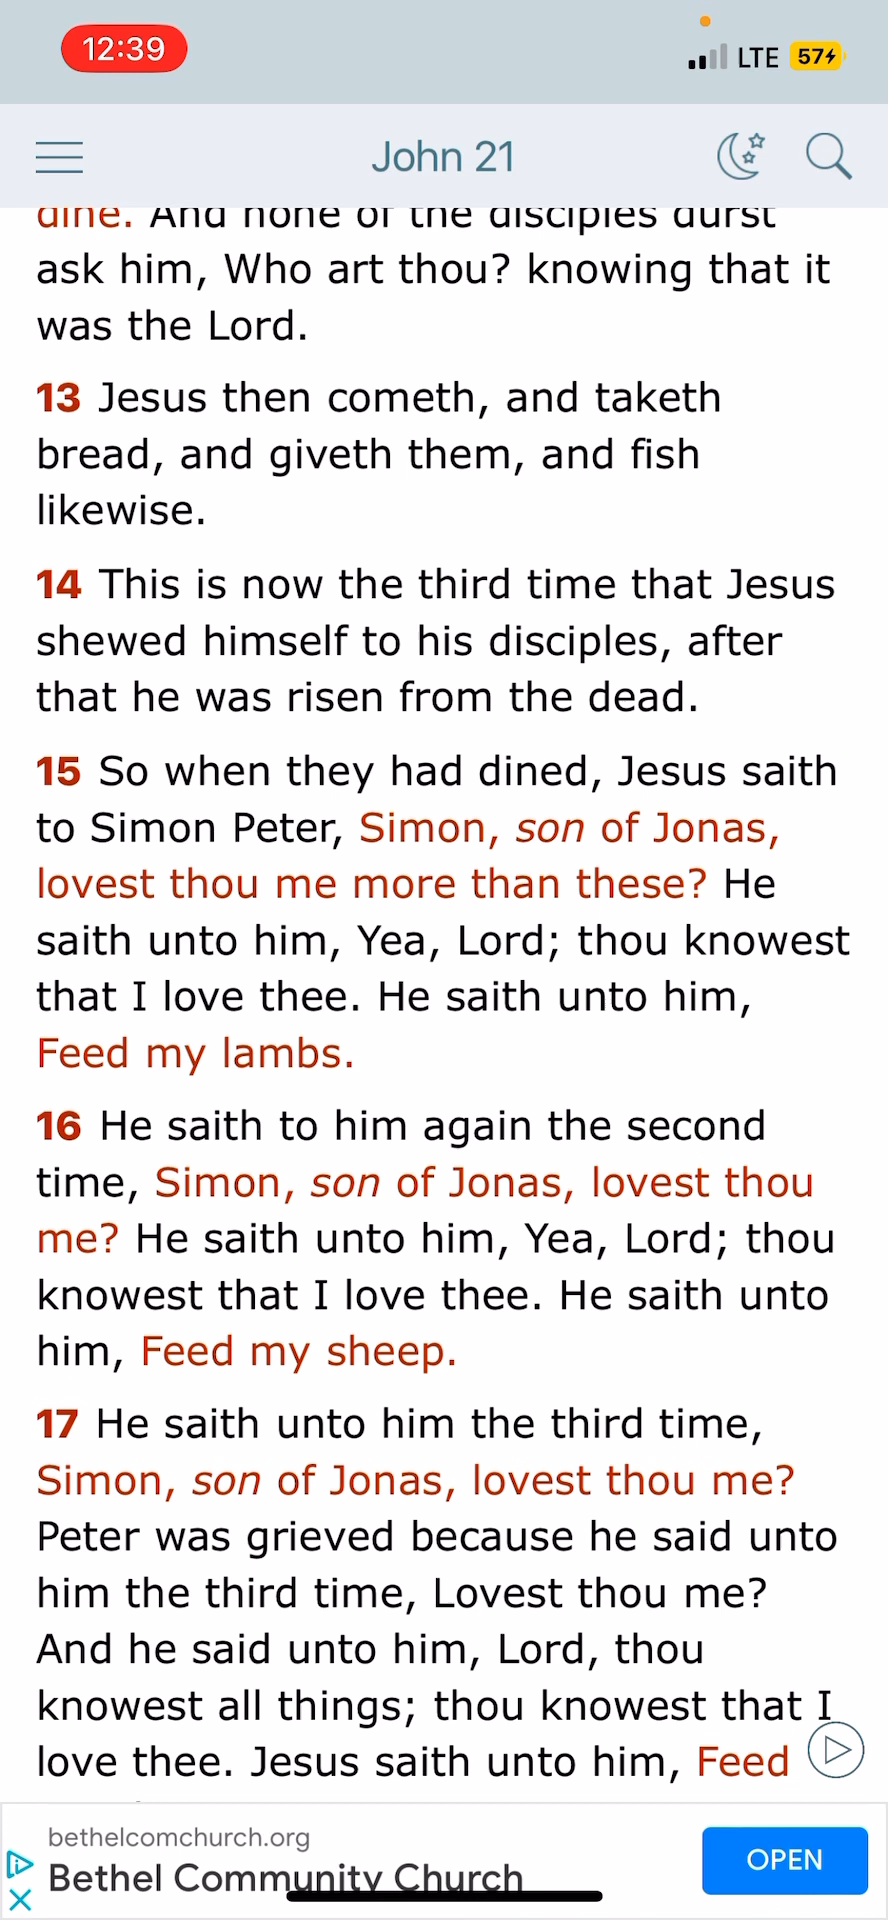 12:39
LTE 57
John 21
dine. And none of the disciples durst
ask him, Who art thou? knowing that it
was the Lord.
13 Jesus then cometh, and taketh
bread, and giveth them, and fish
likewise.
14 This is now the third time that Jesus
shewed himself to his disciples, after
that he was risen from the dead.
15 So when they had dined, Jesus saith
to Simon Peter, Simon, son of Jonas,
lovest thou me more than these? He
saith unto him, Yea, Lord; thou knowest
that I love thee. He saith unto him,
Feed my lambs.
16 He saith to him again the second
time, Simon, son of Jonas, lovest thou
me? He saith unto him, Yea, Lord; thou
knowest that I love thee. He saith unto
him, Feed my sheep.
17 He saith unto him the third time,
Simon, son of Jonas, lovest thou me?
Peter was grieved because he said unto
him the third time, Lovest thou me?
And he said unto him, Lord, thou
knowest all things; thou knowest that I
love thee. Jesus saith unto him, Feed
bethelcomchurch.org
Bethel Community Church
OPEN